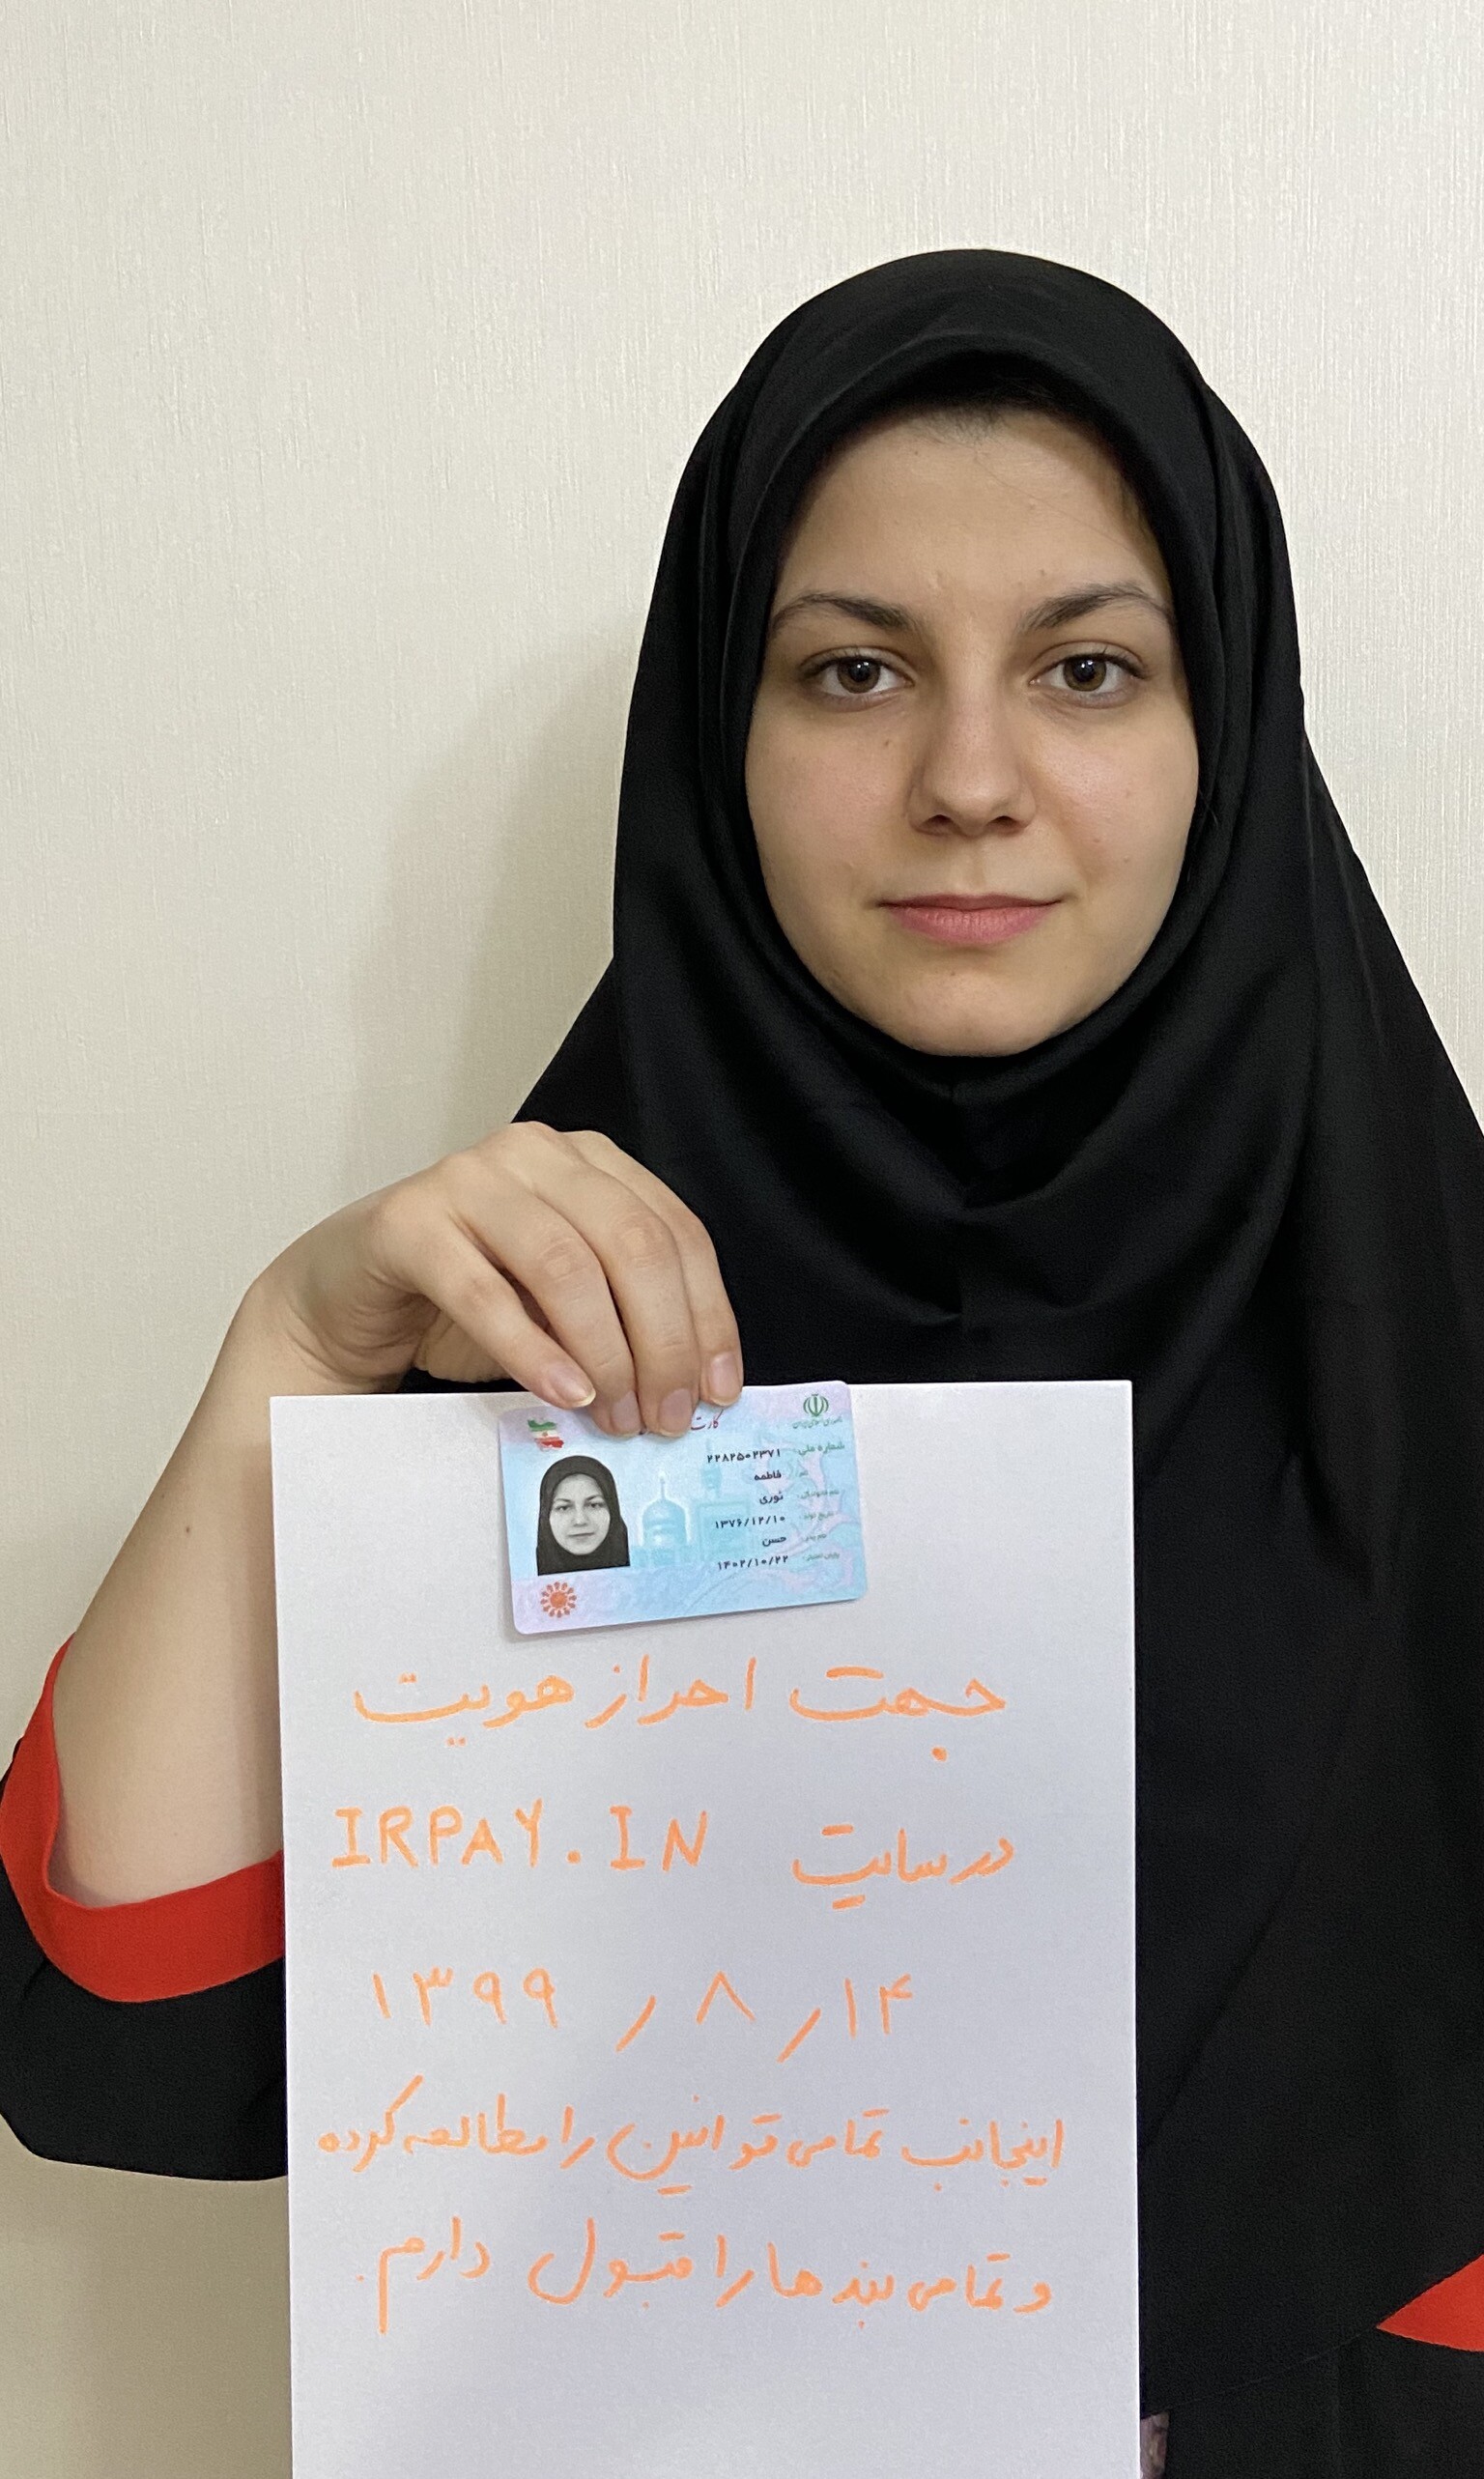 کارت
جمهوری اسلامی ایران
شماره ملی: ۲۲۸۲۵۰۲۳۷۱
نام: فاطمه
نام خانوادگی: نوری
تاریخ تولد: ۱۳۷۶/۱۲/۱۰
نام پدر: حسن
پایان اعتبار: ۱۴۰۲/۱۰/۲۲
جهت احراز هویت
در سایت IRPAY.IN
۱۳۹۹ / ۸ / ۱۴
اینجانب تمامی قوانین را مطالعه کرده
و تمامی بندها را قبول دارم.